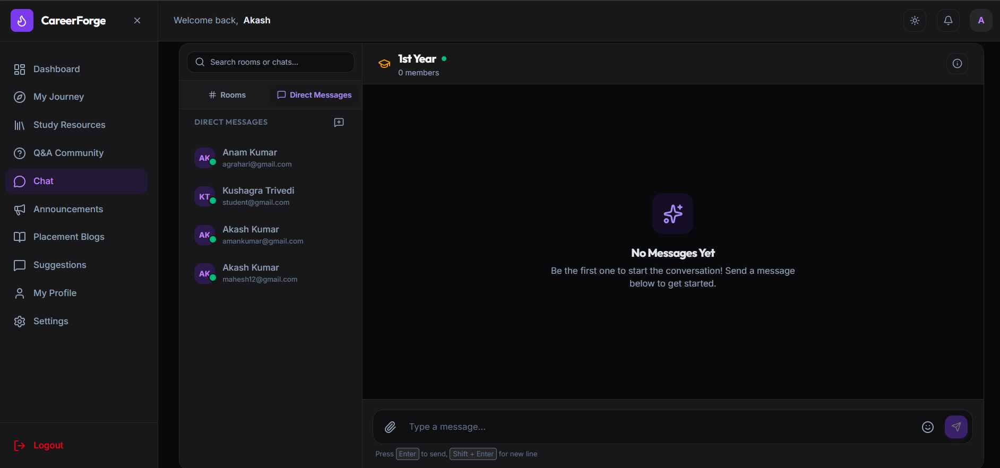 CareerForge
Welcome back, Akash
A
Dashboard
My Journey
Study Resources
Q&A Community
Chat
Announcements
Placement Blogs
Suggestions
My Profile
Settings
Logout
Search rooms or chats...
Rooms
Direct Messages
DIRECT MESSAGES
AK
Anam Kumar
agrahari@gmail.com
KT
Kushagra Trivedi
student@gmail.com
AK
Akash Kumar
amankumar@gmail.com
AK
Akash Kumar
mahesh12@gmail.com
1st Year
0 members
No Messages Yet
Be the first one to start the conversation! Send a message
below to get started.
Type a message...
Press Enter to send, Shift + Enter for new line